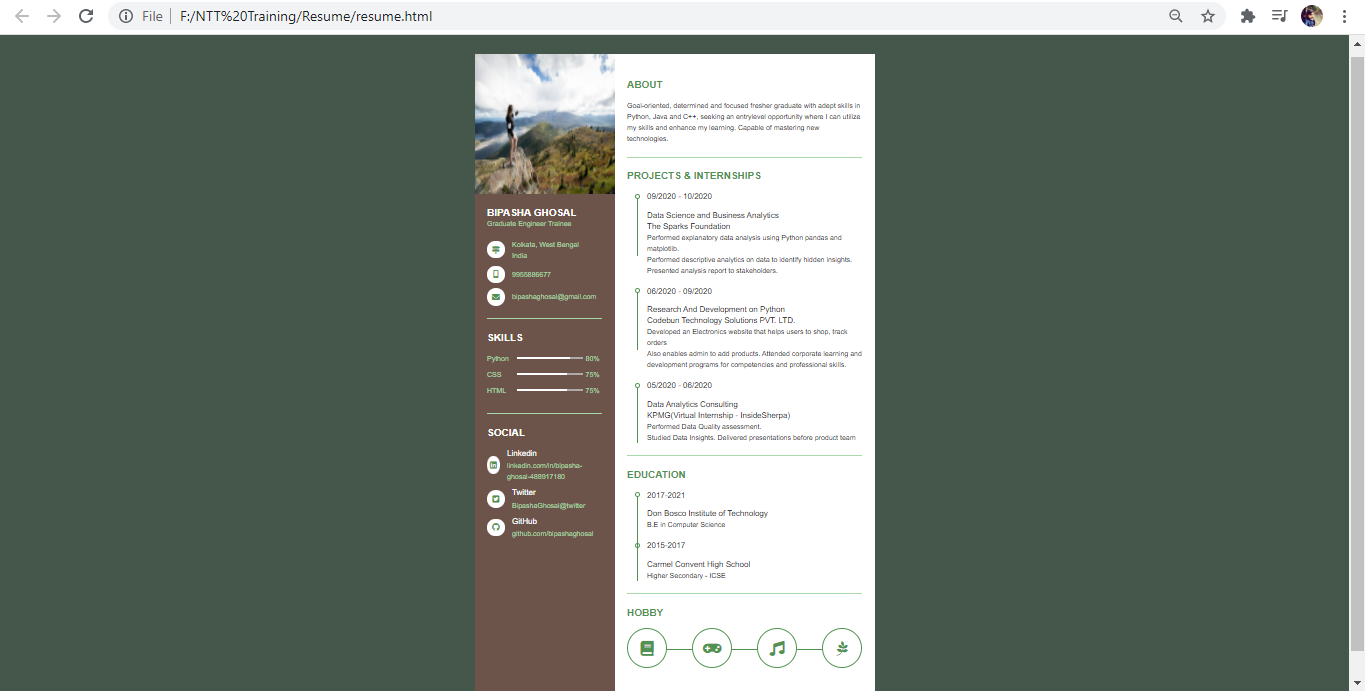 File
F:/NTT%20Training/Resume/resume.html
BIPASHA GHOSAL
Graduate Engineer Trainee
Kolkata, West Bengal
India
9955886677
bipashaghosal@gmail.com
SKILLS
Python 80%
CSS 75%
HTML 75%
SOCIAL
Linkedin
linkedin.com/in/bipasha-
ghosal-488917180
Twitter
BipashaGhosal@twitter
GitHub
github.com/bipashaghosal
ABOUT
Goal-oriented, determined and focused fresher graduate with adept skills in
Python, Java and C++, seeking an entrylevel opportunity where I can utilize
my skills and enhance my learning. Capable of mastering new
technologies.
PROJECTS & INTERNSHIPS
09/2020 - 10/2020
Data Science and Business Analytics
The Sparks Foundation
Performed explanatory data analysis using Python pandas and
matplotlib.
Performed descriptive analytics on data to identify hidden insights.
Presented analysis report to stakeholders.
06/2020 - 09/2020
Research And Development on Python
Codebun Technology Solutions PVT. LTD.
Developed an Electronics website that helps users to shop, track
orders
Also enables admin to add products. Attended corporate learning and
development programs for competencies and professional skills.
05/2020 - 06/2020
Data Analytics Consulting
KPMG(Virtual Internship - InsideSherpa)
Performed Data Quality assessment.
Studied Data Insights. Delivered presentations before product team
EDUCATION
2017-2021
Don Bosco Institute of Technology
B.E in Computer Science
2015-2017
Carmel Convent High School
Higher Secondary - ICSE
HOBBY